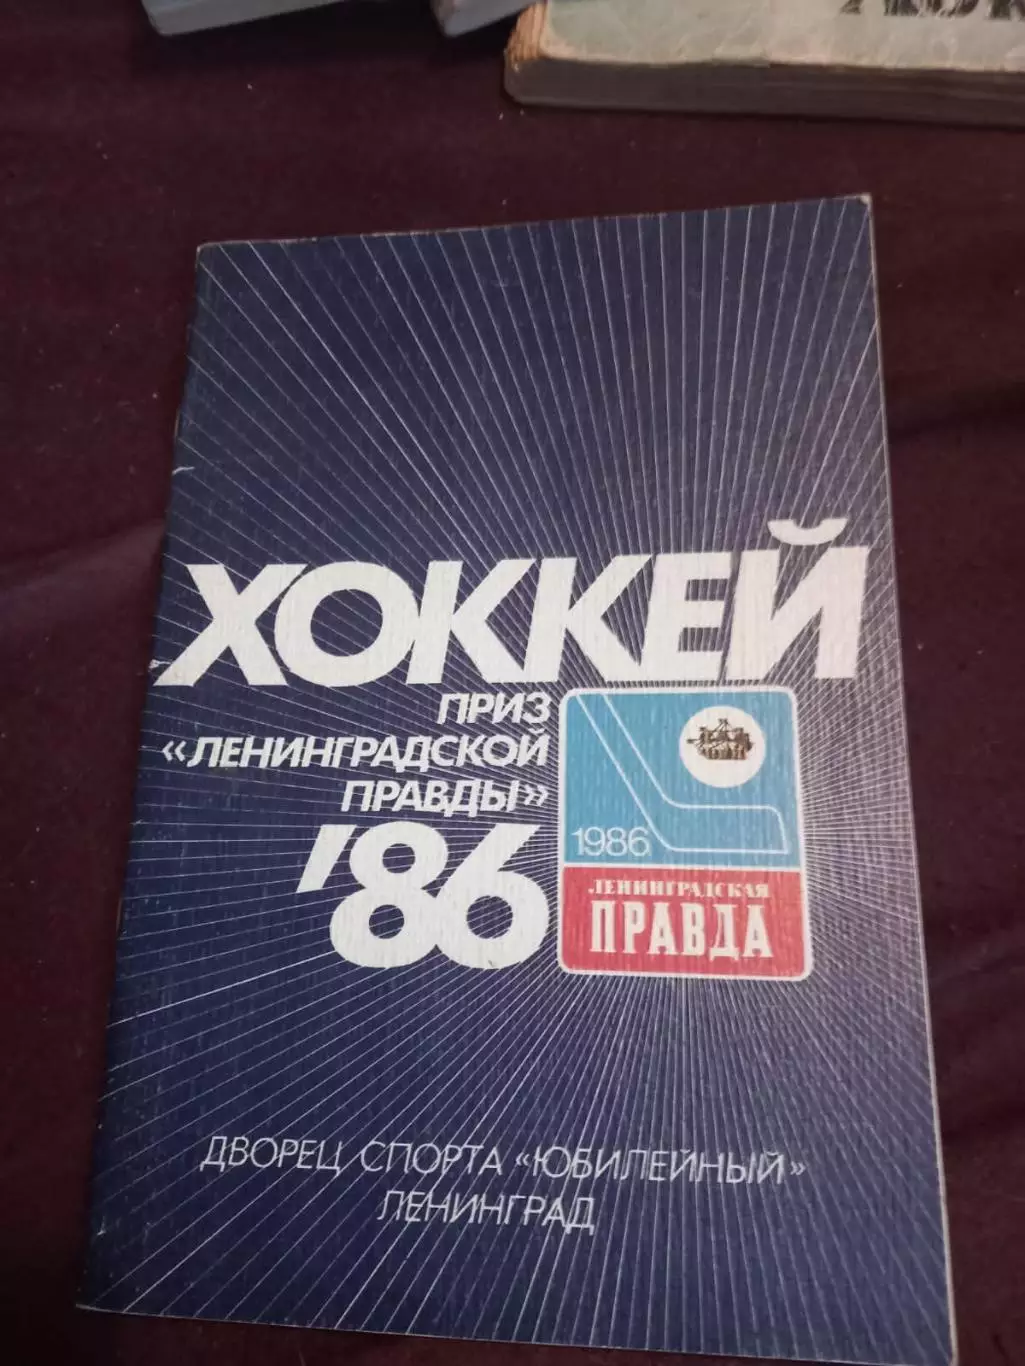 ХОККЕЙ
ПРИЗ
«ЛЕНИНГРАДСКОЙ
ПРАВДЫ»
'86
1986
ЛЕНИНГРАДСКАЯ
ПРАВДА
ДВОРЕЦ СПОРТА «ЮБИЛЕЙНЫЙ»
ЛЕНИНГРАД